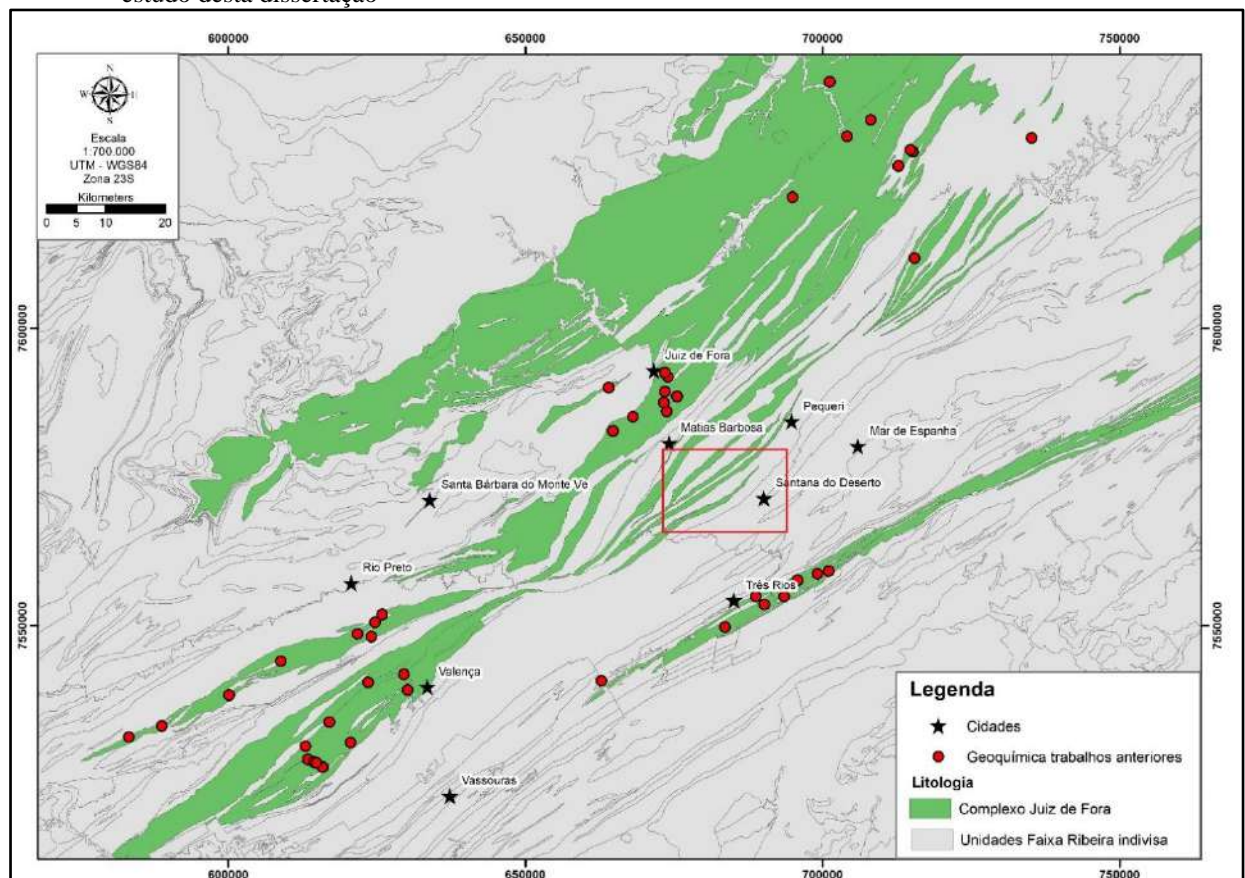 estudo desta dissertação
600000
650000
700000
750000
N
W
E
S
Escala
1:700.000
UTM - WGS84
Zona 23S
Kilometers
0 5 10 20
7600000
7600000
Juiz de Fora
Pequeri
Matias Barbosa
Mar de Espanha
Santa Bárbara do Monte Ve
Santana do Deserto
Rio Preto
Três Rios
7550000
7550000
Valença
Vassouras
Legenda
Cidades
Geoquímica trabalhos anteriores
Litologia
Complexo Juiz de Fora
Unidades Faixa Ribeira indivisa
600000
650000
700000
750000